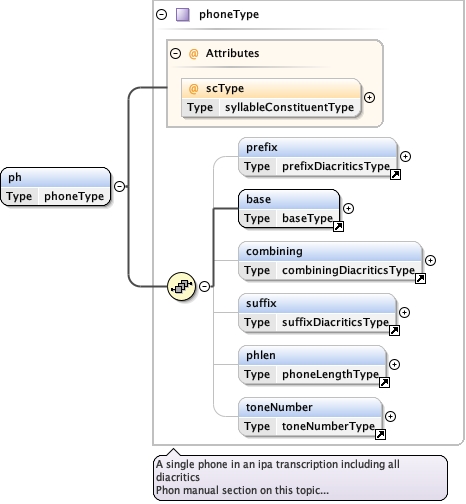 phoneType
@ Attributes
@ scType
Type syllableConstituentType
prefix
Type prefixDiacriticsType
ph
Type phoneType
base
Type baseType
combining
Type combiningDiacriticsType
suffix
Type suffixDiacriticsType
phlen
Type phoneLengthType
toneNumber
Type toneNumberType
A single phone in an ipa transcription including all
diacritics
Phon manual section on this topic...